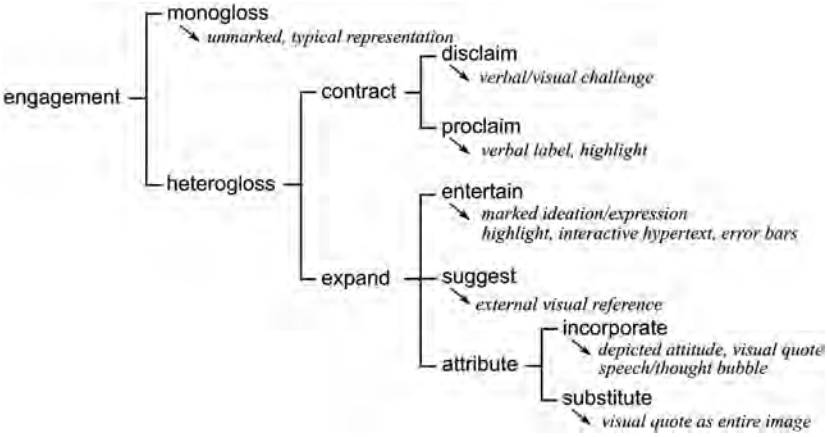 monogloss
unmarked, typical representation
disclaim
verbal/visual challenge
contract
engagement
proclaim
verbal label, highlight
heterogloss
entertain
marked ideation/expression
highlight, interactive hypertext, error bars
expand
suggest
external visual reference
incorporate
depicted attitude, visual quote
speech/thought bubble
attribute
substitute
visual quote as entire image